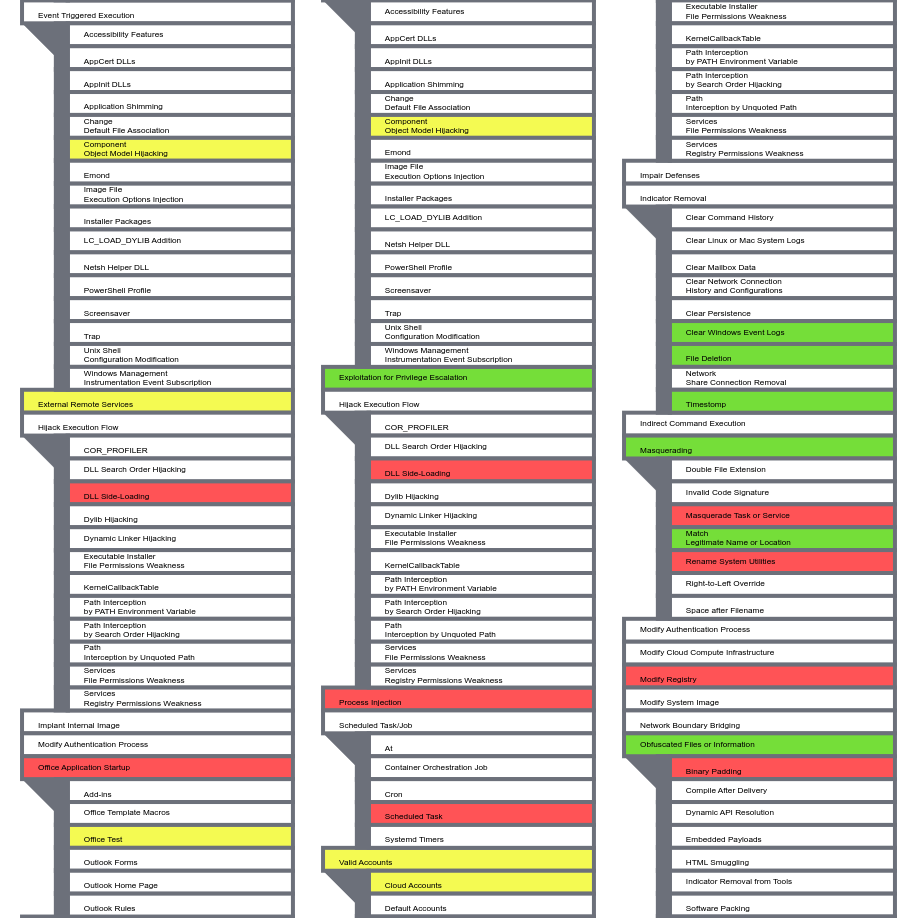 Event Triggered Execution
Accessibility Features
AppCert DLLs
AppInit DLLs
Application Shimming
Change
Default File Association
Component
Object Model Hijacking
Emond
Image File
Execution Options Injection
Installer Packages
LC_LOAD_DYLIB Addition
Netsh Helper DLL
PowerShell Profile
Screensaver
Trap
Unix Shell
Configuration Modification
Windows Management
Instrumentation Event Subscription
External Remote Services
Hijack Execution Flow
COR_PROFILER
DLL Search Order Hijacking
DLL Side-Loading
Dylib Hijacking
Dynamic Linker Hijacking
Executable Installer
File Permissions Weakness
KernelCallbackTable
Path Interception
by PATH Environment Variable
Path Interception
by Search Order Hijacking
Path
Interception by Unquoted Path
Services
File Permissions Weakness
Services
Registry Permissions Weakness
Implant Internal Image
Modify Authentication Process
Office Application Startup
Add-ins
Office Template Macros
Office Test
Outlook Forms
Outlook Home Page
Outlook Rules
Accessibility Features
AppCert DLLs
AppInit DLLs
Application Shimming
Change
Default File Association
Component
Object Model Hijacking
Emond
Image File
Execution Options Injection
Installer Packages
LC_LOAD_DYLIB Addition
Netsh Helper DLL
PowerShell Profile
Screensaver
Trap
Unix Shell
Configuration Modification
Windows Management
Instrumentation Event Subscription
Exploitation for Privilege Escalation
Hijack Execution Flow
COR_PROFILER
DLL Search Order Hijacking
DLL Side-Loading
Dylib Hijacking
Dynamic Linker Hijacking
Executable Installer
File Permissions Weakness
KernelCallbackTable
Path Interception
by PATH Environment Variable
Path Interception
by Search Order Hijacking
Path
Interception by Unquoted Path
Services
File Permissions Weakness
Services
Registry Permissions Weakness
Process Injection
Scheduled Task/Job
At
Container Orchestration Job
Cron
Scheduled Task
Systemd Timers
Valid Accounts
Cloud Accounts
Default Accounts
Executable Installer
File Permissions Weakness
KernelCallbackTable
Path Interception
by PATH Environment Variable
Path Interception
by Search Order Hijacking
Path
Interception by Unquoted Path
Services
File Permissions Weakness
Services
Registry Permissions Weakness
Impair Defenses
Indicator Removal
Clear Command History
Clear Linux or Mac System Logs
Clear Mailbox Data
Clear Network Connection
History and Configurations
Clear Persistence
Clear Windows Event Logs
File Deletion
Network
Share Connection Removal
Timestomp
Indirect Command Execution
Masquerading
Double File Extension
Invalid Code Signature
Masquerade Task or Service
Match
Legitimate Name or Location
Rename System Utilities
Right-to-Left Override
Space after Filename
Modify Authentication Process
Modify Cloud Compute Infrastructure
Modify Registry
Modify System Image
Network Boundary Bridging
Obfuscated Files or Information
Binary Padding
Compile After Delivery
Dynamic API Resolution
Embedded Payloads
HTML Smuggling
Indicator Removal from Tools
Software Packing